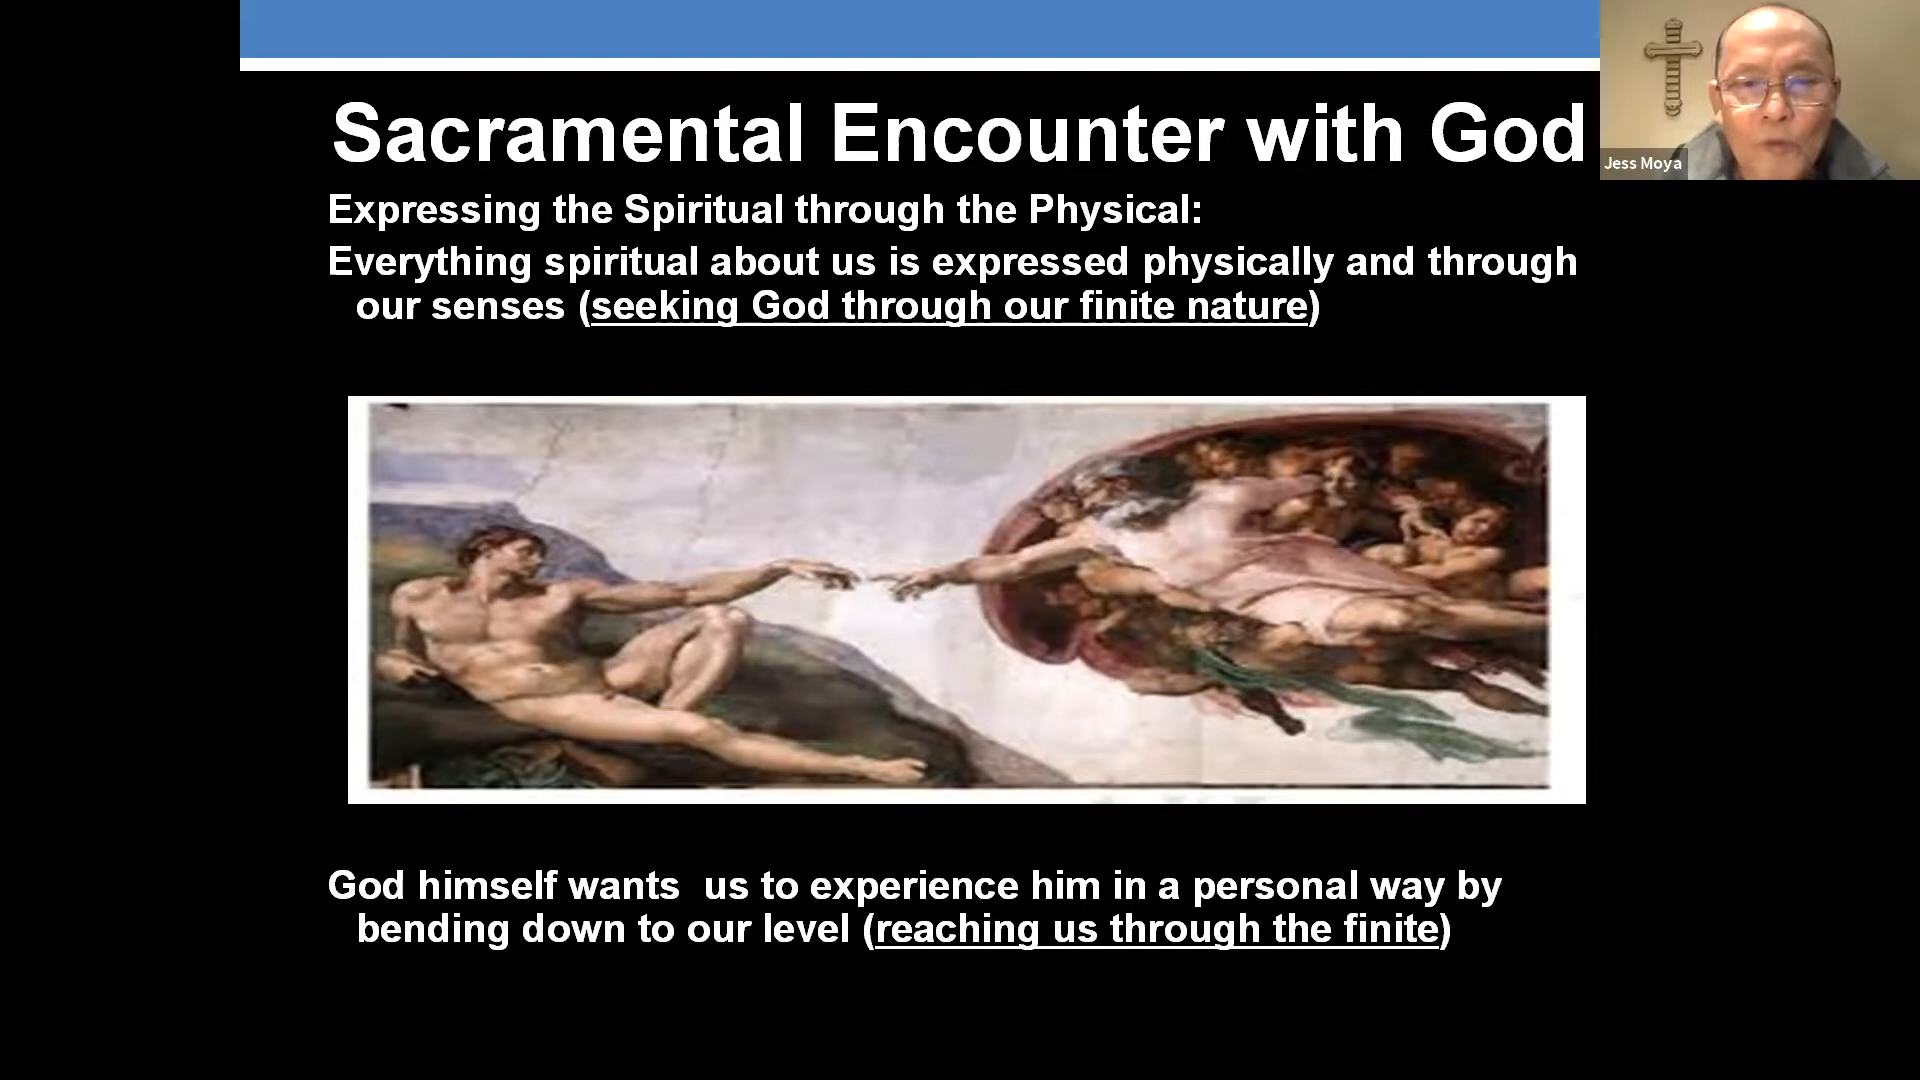 Sacramental Encounter with God
Jess Moya
Expressing the Spiritual through the Physical:
Everything spiritual about us is expressed physically and through
our senses (seeking God through our finite nature)
God himself wants  us to experience him in a personal way by
bending down to our level (reaching us through the finite)